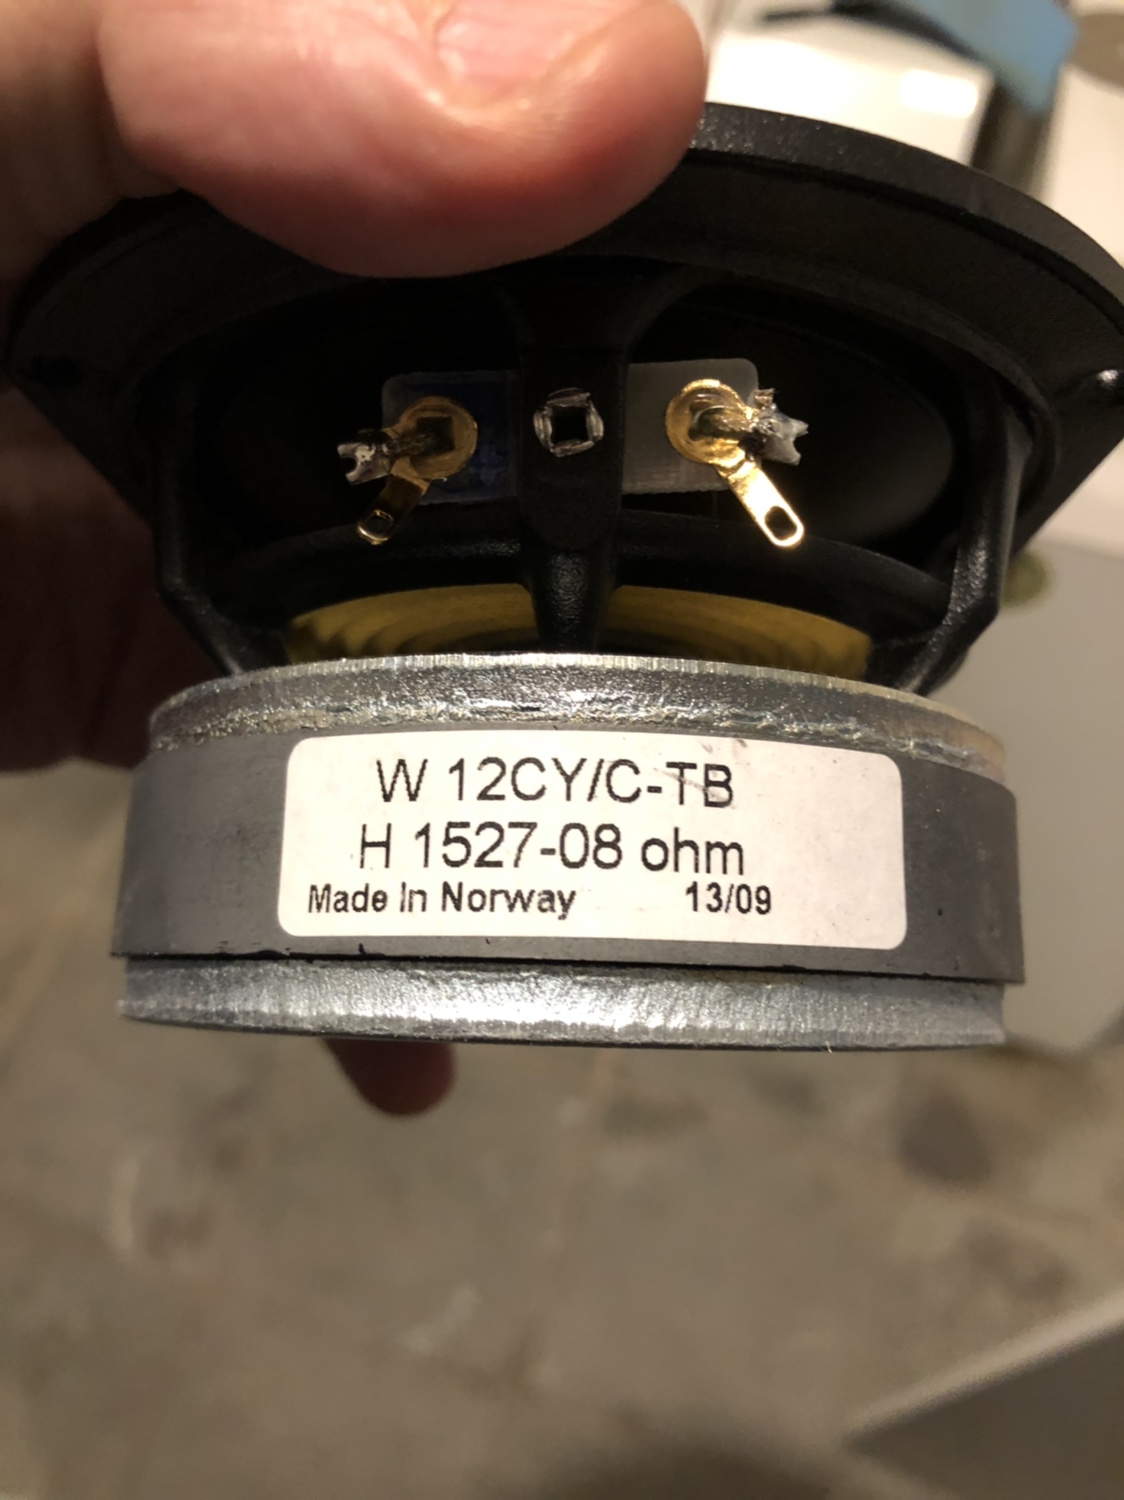 W 12CY/C-TB
H 1527-08 ohm
Made In Norway 13/09